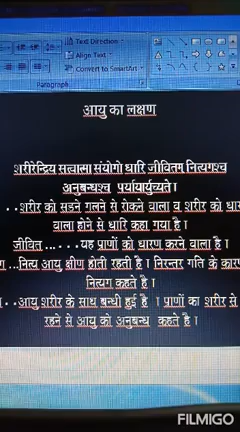 Text Direction
Align Text
Convert to SmartArt
Paragraph
आयु का लक्षण
शरीरेन्द्रिय सत्वात्मा संयोगो धारि जीवितम नित्यगश्च
अनुबन्धश्च पर्यायार्युच्यते ।
..शरीर को सडने गलने से रोकने वाला व शरीर को धार
वाला होने से धारि कहा गया है ।
जीवित ...…यह प्राणों को धारण करने वाला है ।
…नित्य आयु क्षीण होती रहती है । निरन्तर गति के कार
नित्यग कहते है ।
..आयु शरीर के साथ बन्धी हुई है । प्राणों का शरीर से
रहने से आयु को अनुबन्ध कहते है ।
FILMIGO